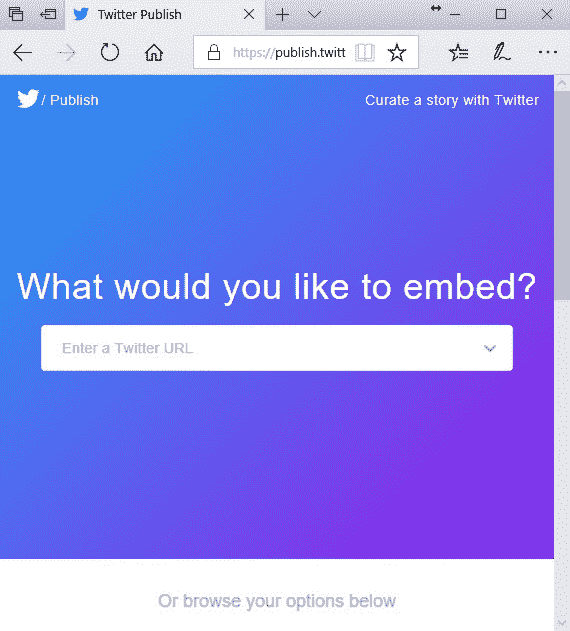 Twitter Publish
https://publish.twitt
/ Publish
Curate a story with Twitter
What would you like to embed?
Enter a Twitter URL
Or browse your options below